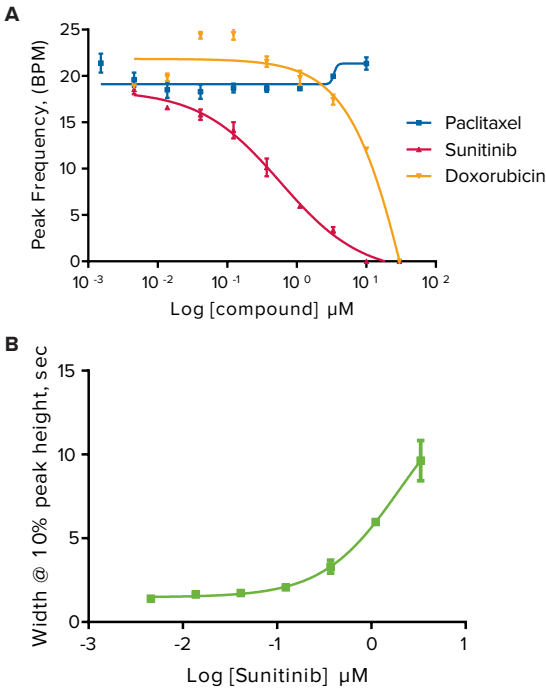 A
Peak Frequency, (BPM)
25
20
15
10
5
0
10 -3
10 -2
10 -1
10 0
10 1
10 2
Log [compound] μM
Paclitaxel
Sunitinib
Doxorubicin
B
Width @ 10% peak height, sec
15
10
5
0
-3
-2
-1
0
1
Log [Sunitinib] μM